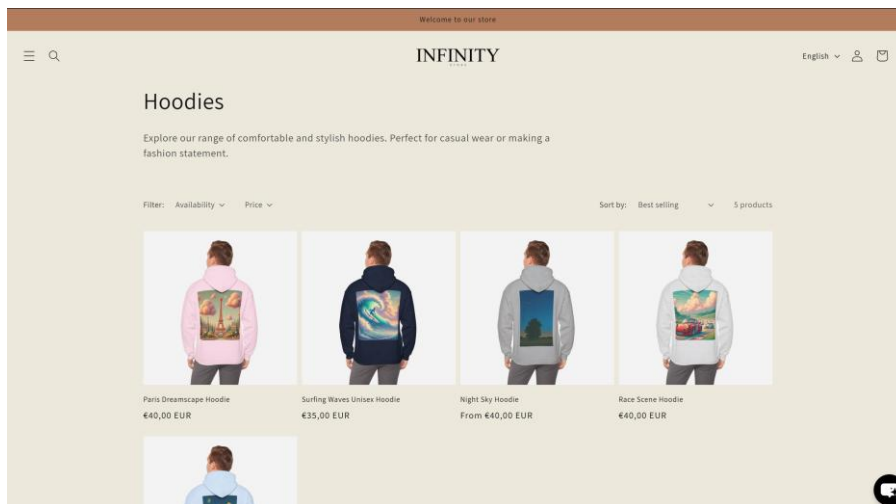 Welcome to our store
INFINITY
STORE
English
Hoodies
Explore our range of comfortable and stylish hoodies. Perfect for casual wear or making a
fashion statement.
Filter: Availability Price
Sort by: Best selling 5 products
Paris Dreamscape Hoodie
€40,00 EUR
Surfing Waves Unisex Hoodie
€35,00 EUR
Night Sky Hoodie
From €40,00 EUR
Race Scene Hoodie
€40,00 EUR